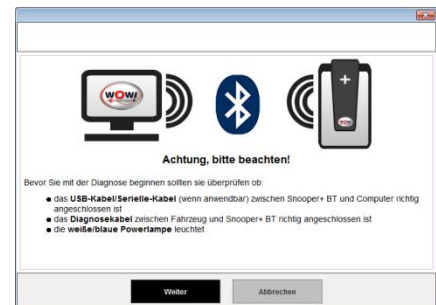 WOW!
+
Achtung, bitte beachten!
Bevor Sie mit der Diagnose beginnen sollten sie überprüfen ob:
● das USB-Kabel/Serielle-Kabel (wenn anwendbar) zwischen Snooper+ BT und Computer richtig
angeschlossen ist
● das Diagnosekabel zwischen Fahrzeug und Snooper+ BT richtig angeschlossen ist
● die weiße/blaue Powerlampe leuchtet
Weiter
Abbrechen